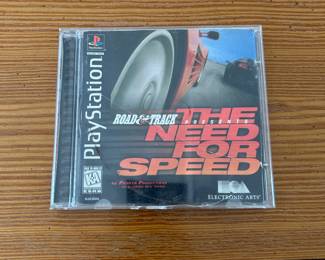 PlayStation
ROAD & TRACK
PRESENTS
THE
NEED
FOR
SPEED
ELECTRONIC ARTS